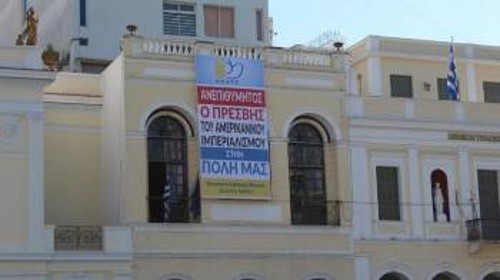 ΑΝΕΠΙΘΥΜΗΤΟΣ
Ο ΠΡΕΣΒΗΣ
ΤΟΥ ΑΜΕΡΙΚΑΝΙΚΟΥ
ΙΜΠΕΡΙΑΛΙΣΜΟΥ
ΣΤΗΝ
ΠΟΛΗ ΜΑΣ